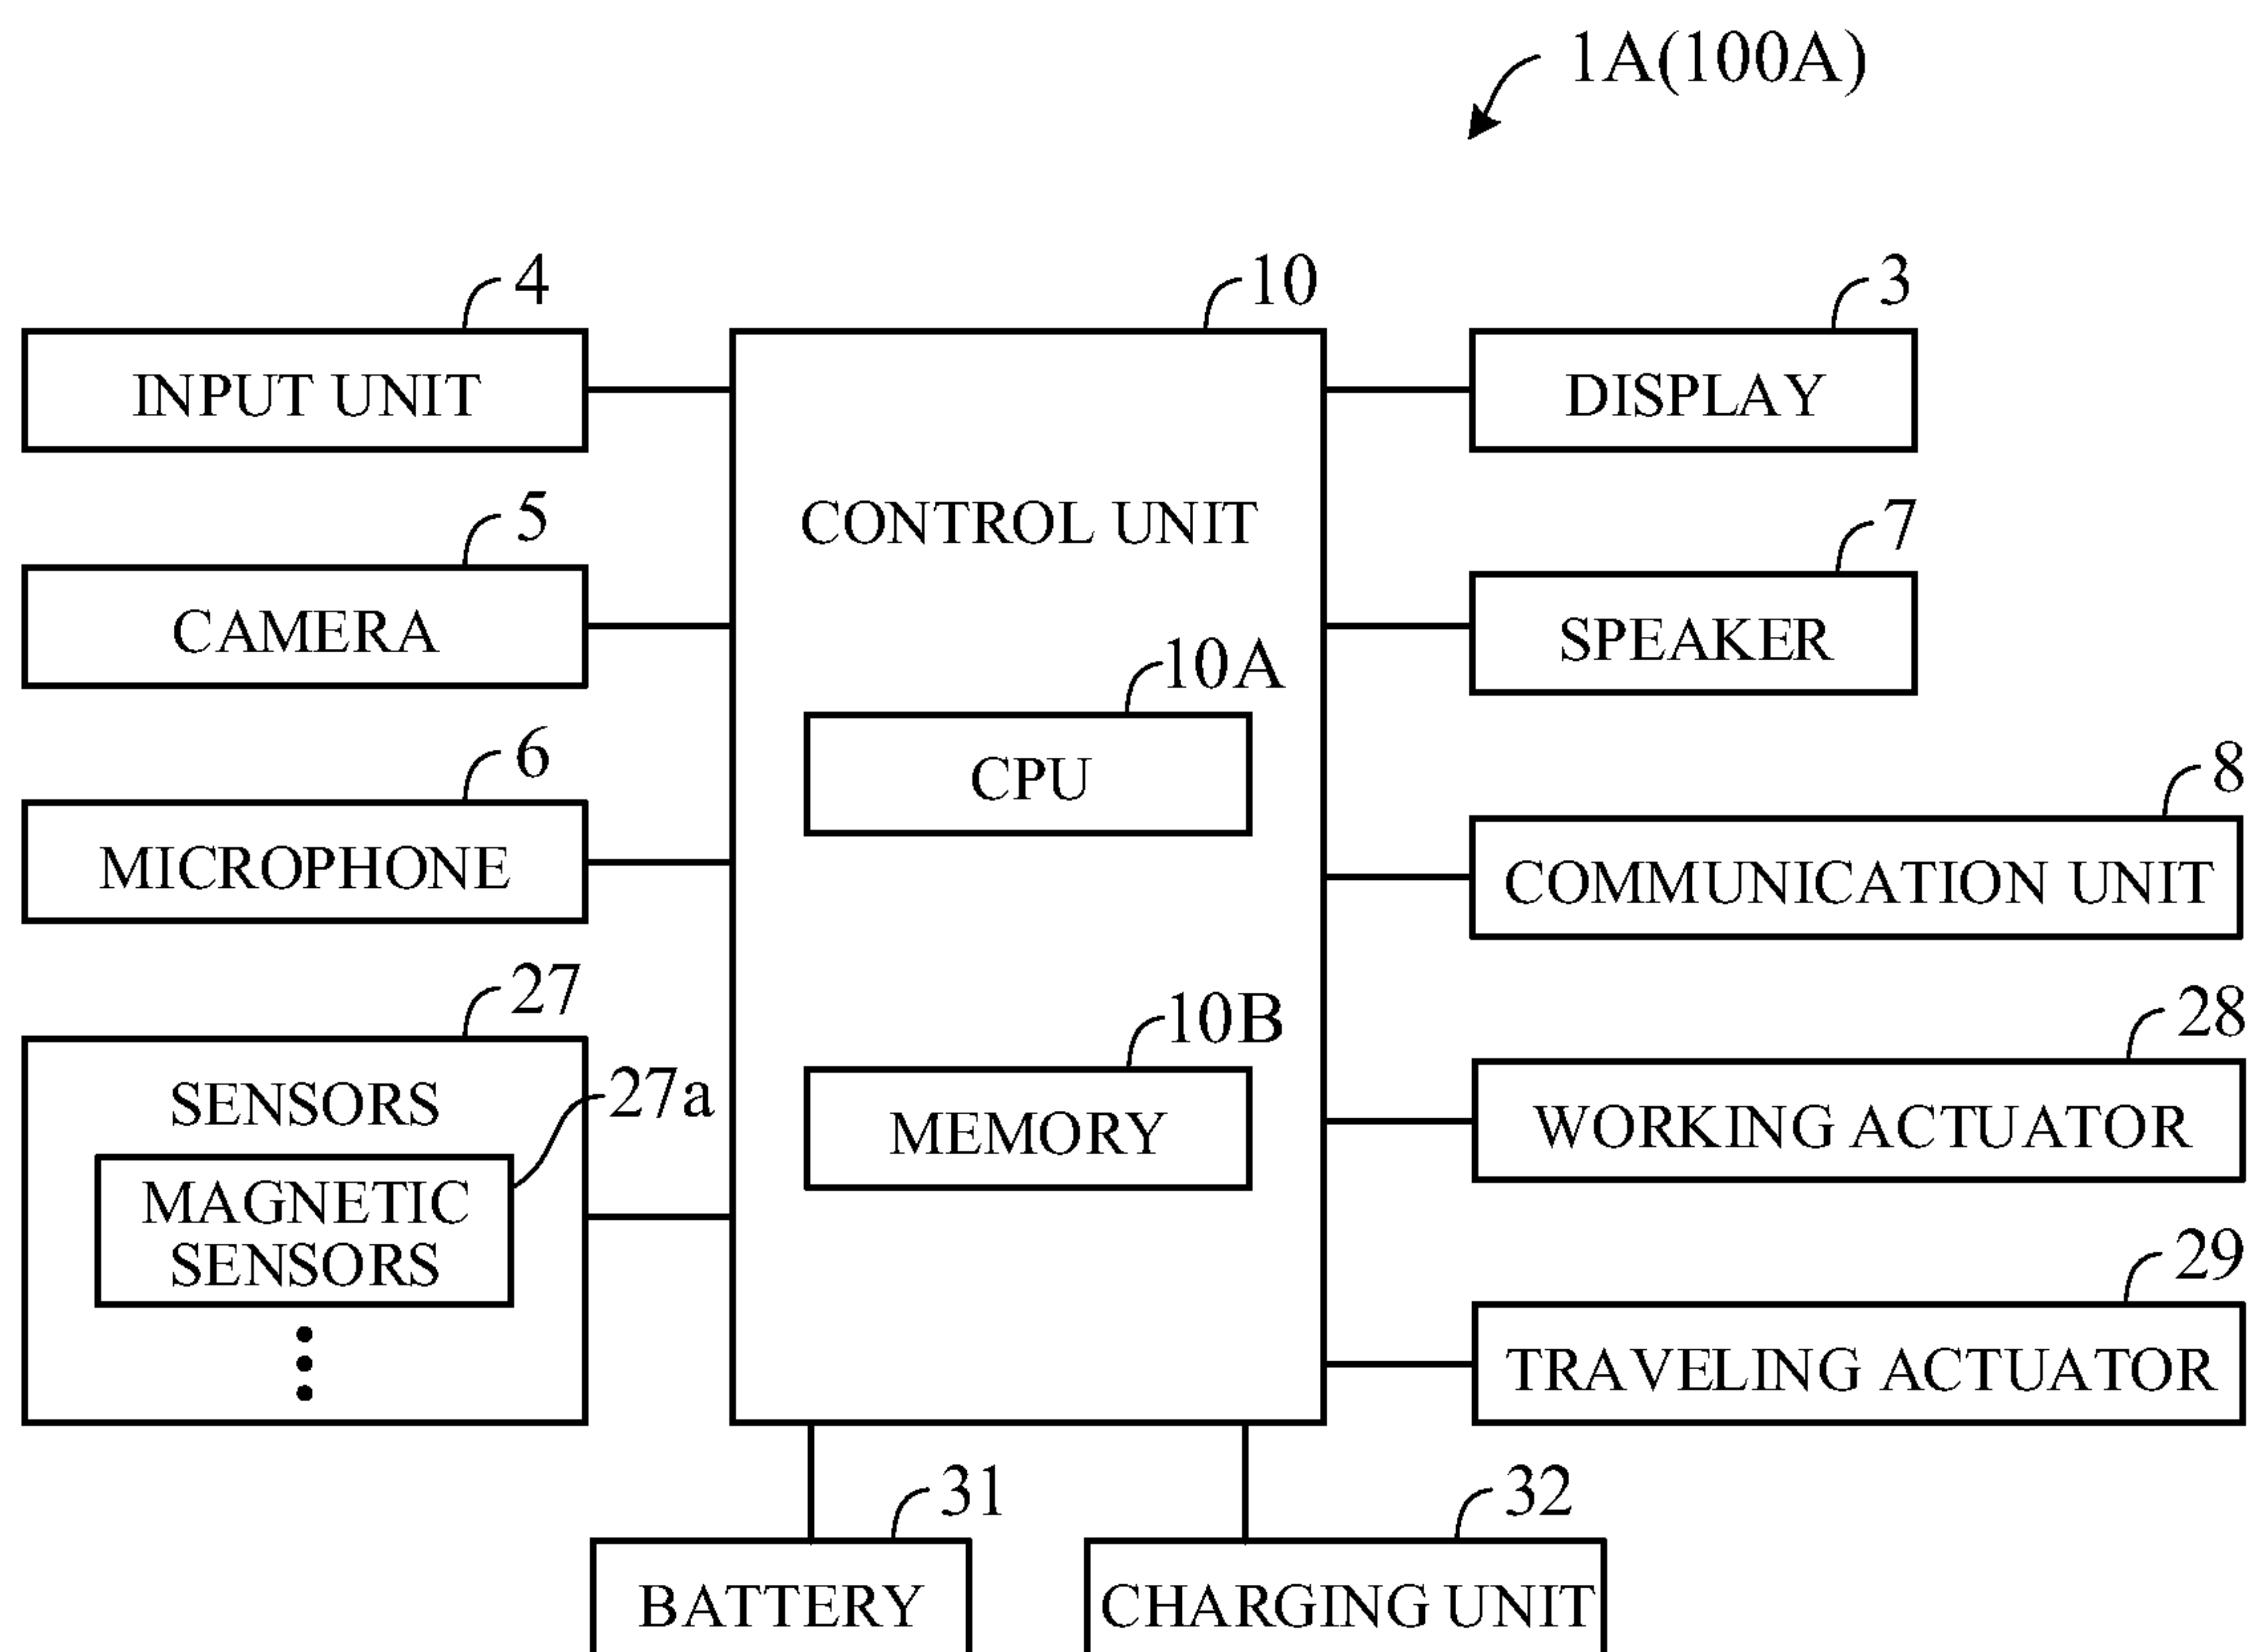 1A(100A)
4
10
3
INPUT UNIT
DISPLAY
5
CONTROL UNIT
7
CAMERA
10A
SPEAKER
6
CPU
8
MICROPHONE
COMMUNICATION UNIT
27
10B
28
SENSORS
27a
MEMORY
WORKING ACTUATOR
MAGNETIC
SENSORS
29
TRAVELING ACTUATOR
31
32
BATTERY
CHARGING UNIT